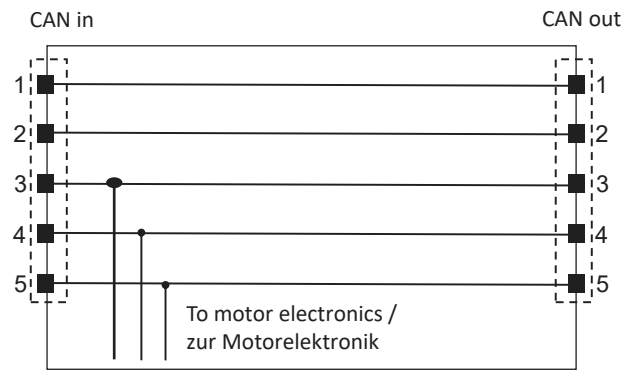 CAN in CAN out
1 1
2 2
3 3
4 4
5 5
To motor electronics /
zur Motorelektronik